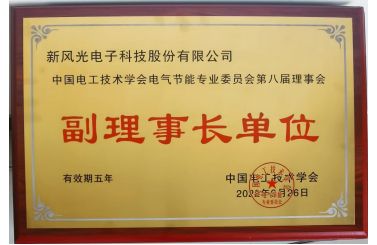 新风光电子科技股份有限公司
中国电工技术学会电气节能专业委员会第八届理事会
副理事长单位
有效期五年
中国电工技术学会
26日